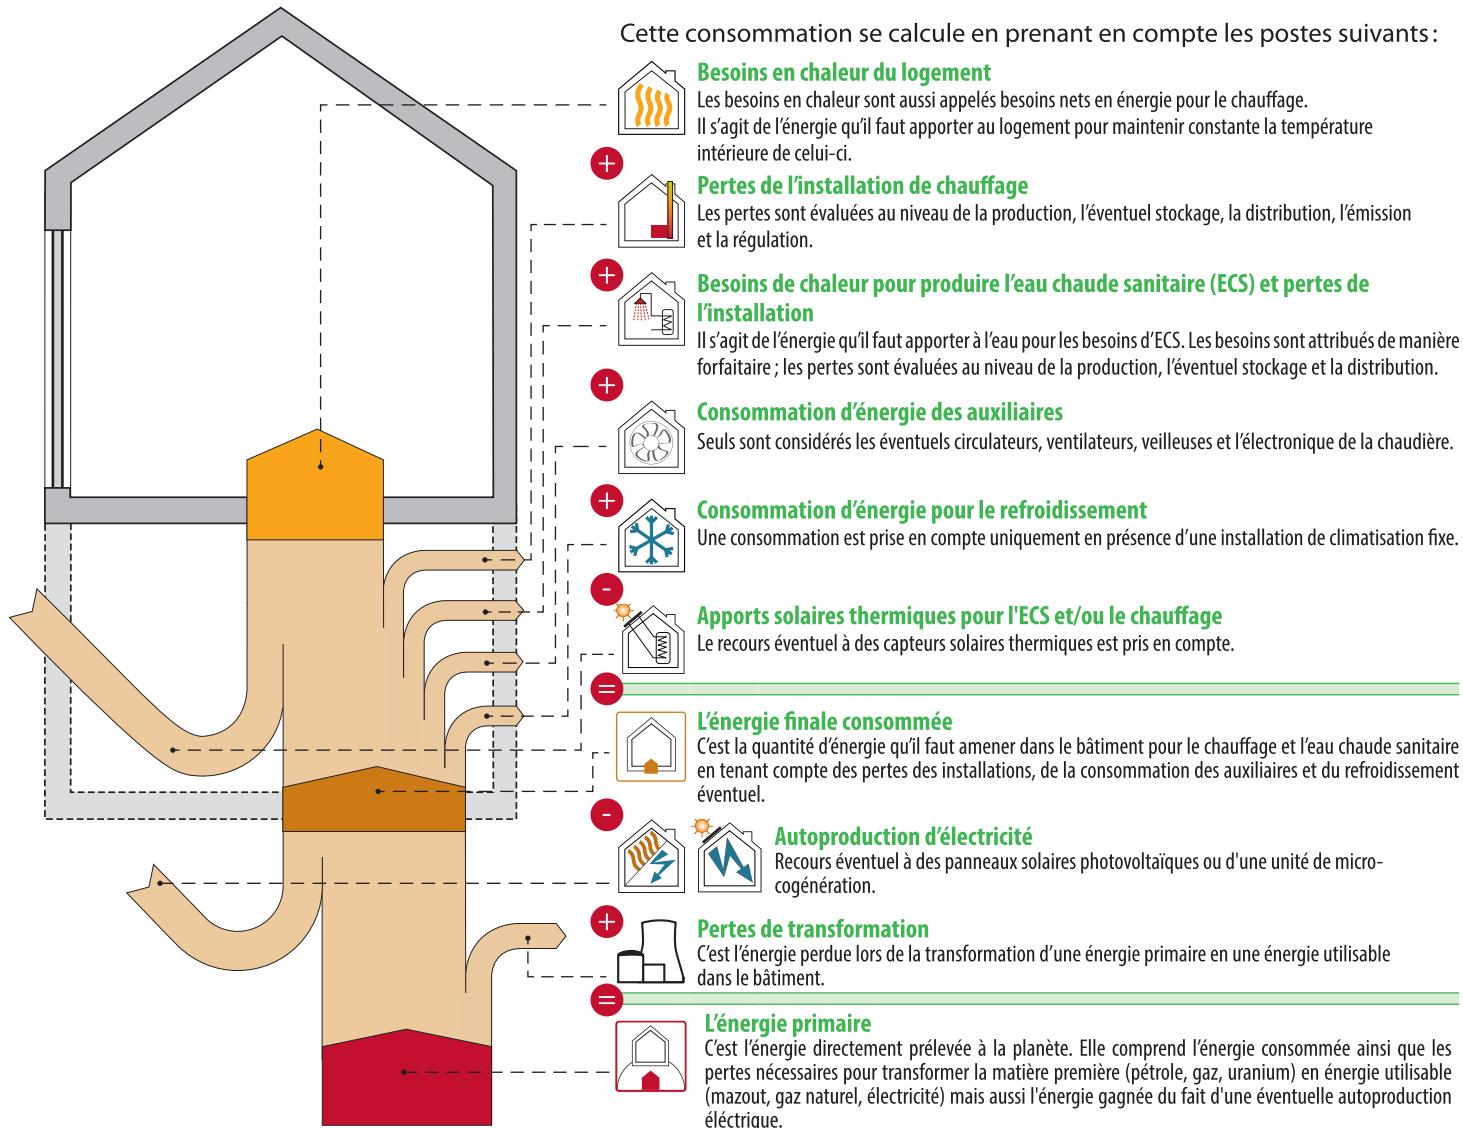 Cette consommation se calcule en prenant en compte les postes suivants :
Besoins en chaleur du logement
Les besoins en chaleur sont aussi appelés besoins nets en énergie pour le chauffage.
Il s’agit de l’énergie qu’il faut apporter au logement pour maintenir constante la température
intérieure de celui-ci.
+
Pertes de l’installation de chauffage
Les pertes sont évaluées au niveau de la production, l’éventuel stockage, la distribution, l’émission
et la régulation.
+
Besoins de chaleur pour produire l’eau chaude sanitaire (ECS) et pertes de
l’installation
Il s’agit de l’énergie qu’il faut apporter à l’eau pour les besoins d’ECS. Les besoins sont attribués de manière
forfaitaire ; les pertes sont évaluées au niveau de la production, l’éventuel stockage et la distribution.
+
Consommation d’énergie des auxiliaires
Seuls sont considérés les éventuels circulateurs, ventilateurs, veilleuses et l’électronique de la chaudière.
+
Consommation d’énergie pour le refroidissement
Une consommation est prise en compte uniquement en présence d’une installation de climatisation fixe.
-
Apports solaires thermiques pour l'ECS et/ou le chauffage
Le recours éventuel à des capteurs solaires thermiques est pris en compte.
=
L’énergie finale consommée
C’est la quantité d’énergie qu’il faut amener dans le bâtiment pour le chauffage et l’eau chaude sanitaire
en tenant compte des pertes des installations, de la consommation des auxiliaires et du refroidissement
éventuel.
-
Autoproduction d’électricité
Recours éventuel à des panneaux solaires photovoltaïques ou d'une unité de micro-
cogénération.
+
Pertes de transformation
C’est l’énergie perdue lors de la transformation d’une énergie primaire en une énergie utilisable
dans le bâtiment.
=
L’énergie primaire
C’est l’énergie directement prélevée à la planète. Elle comprend l’énergie consommée ainsi que les
pertes nécessaires pour transformer la matière première (pétrole, gaz, uranium) en énergie utilisable
(mazout, gaz naturel, électricité) mais aussi l'énergie gagnée du fait d'une éventuelle autoproduction
éléctrique.